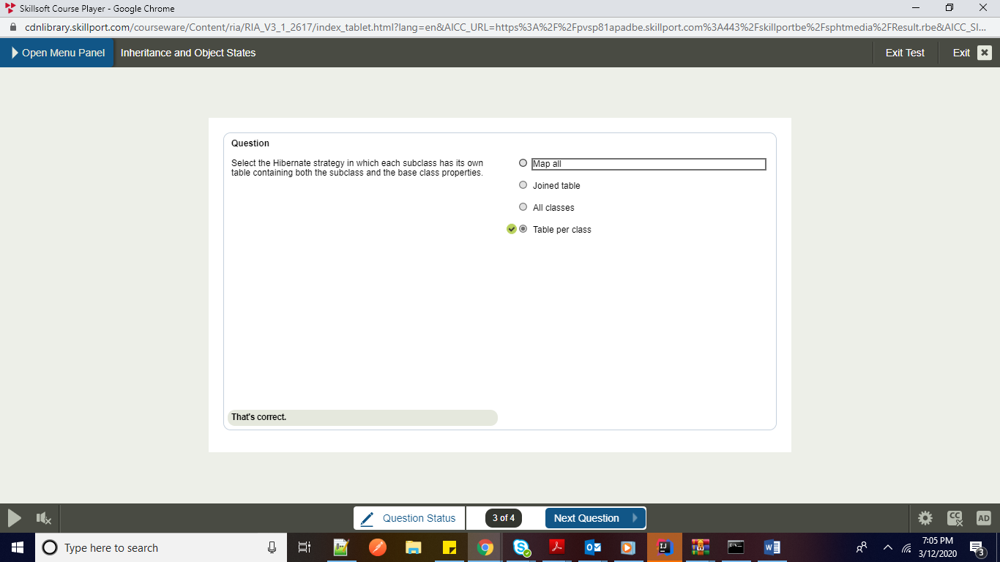 Skillsoft Course Player - Google Chrome
cdnlibrary.skillport.com/courseware/Content/ria/RIA_V3_1_2617/index_tablet.html?lang=en&AICC_URL=https%3A%2F%2Fpvsp81apadbe.skillport.com%3A443%2Fskillportbe%2Fsphtmedia%2FResult.rbe&AICC_SI...
Open Menu Panel Inheritance and Object States Exit Test Exit
Question
Select the Hibernate strategy in which each subclass has its own
table containing both the subclass and the base class properties.
Map all
Joined table
All classes
Table per class
That's correct.
Question Status 3 of 4 Next Question
CC AD
Type here to search
7:05 PM
3/12/2020
3